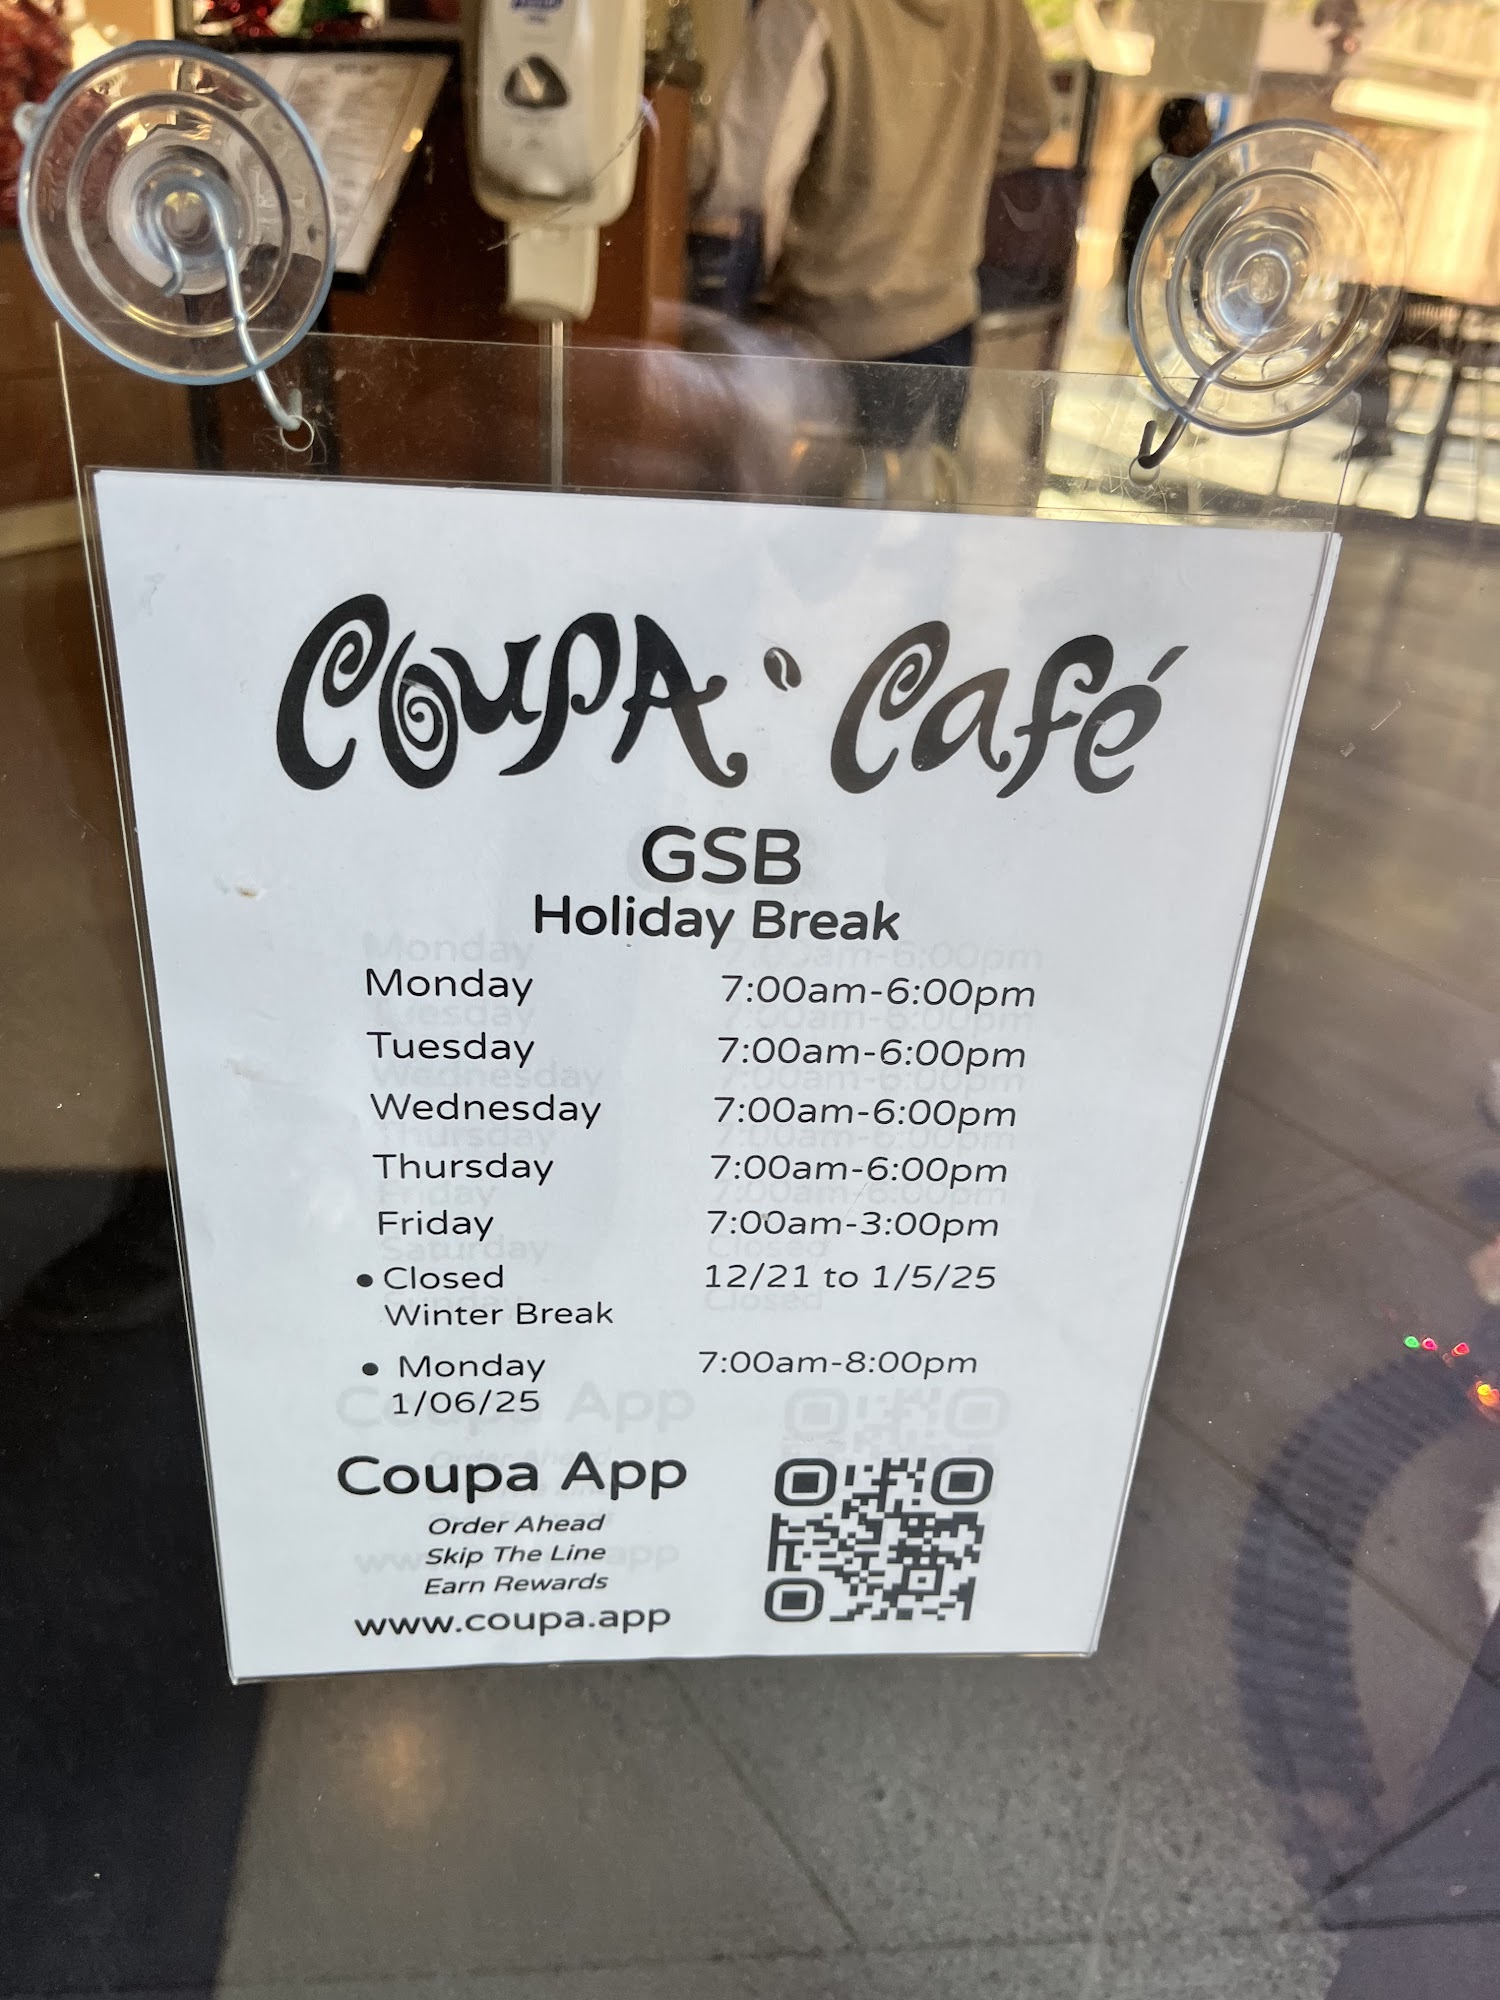 Coupa Café
GSB
Holiday Break
Monday 7:00am-6:00pm
Tuesday 7:00am-6:00pm
Wednesday 7:00am-6:00pm
Thursday 7:00am-6:00pm
Friday 7:00am-3:00pm
• Closed 12/21 to 1/5/25
Winter Break
• Monday 7:00am-8:00pm
1/06/25
Coupa App
Order Ahead
Skip The Line
Earn Rewards
www.coupa.app